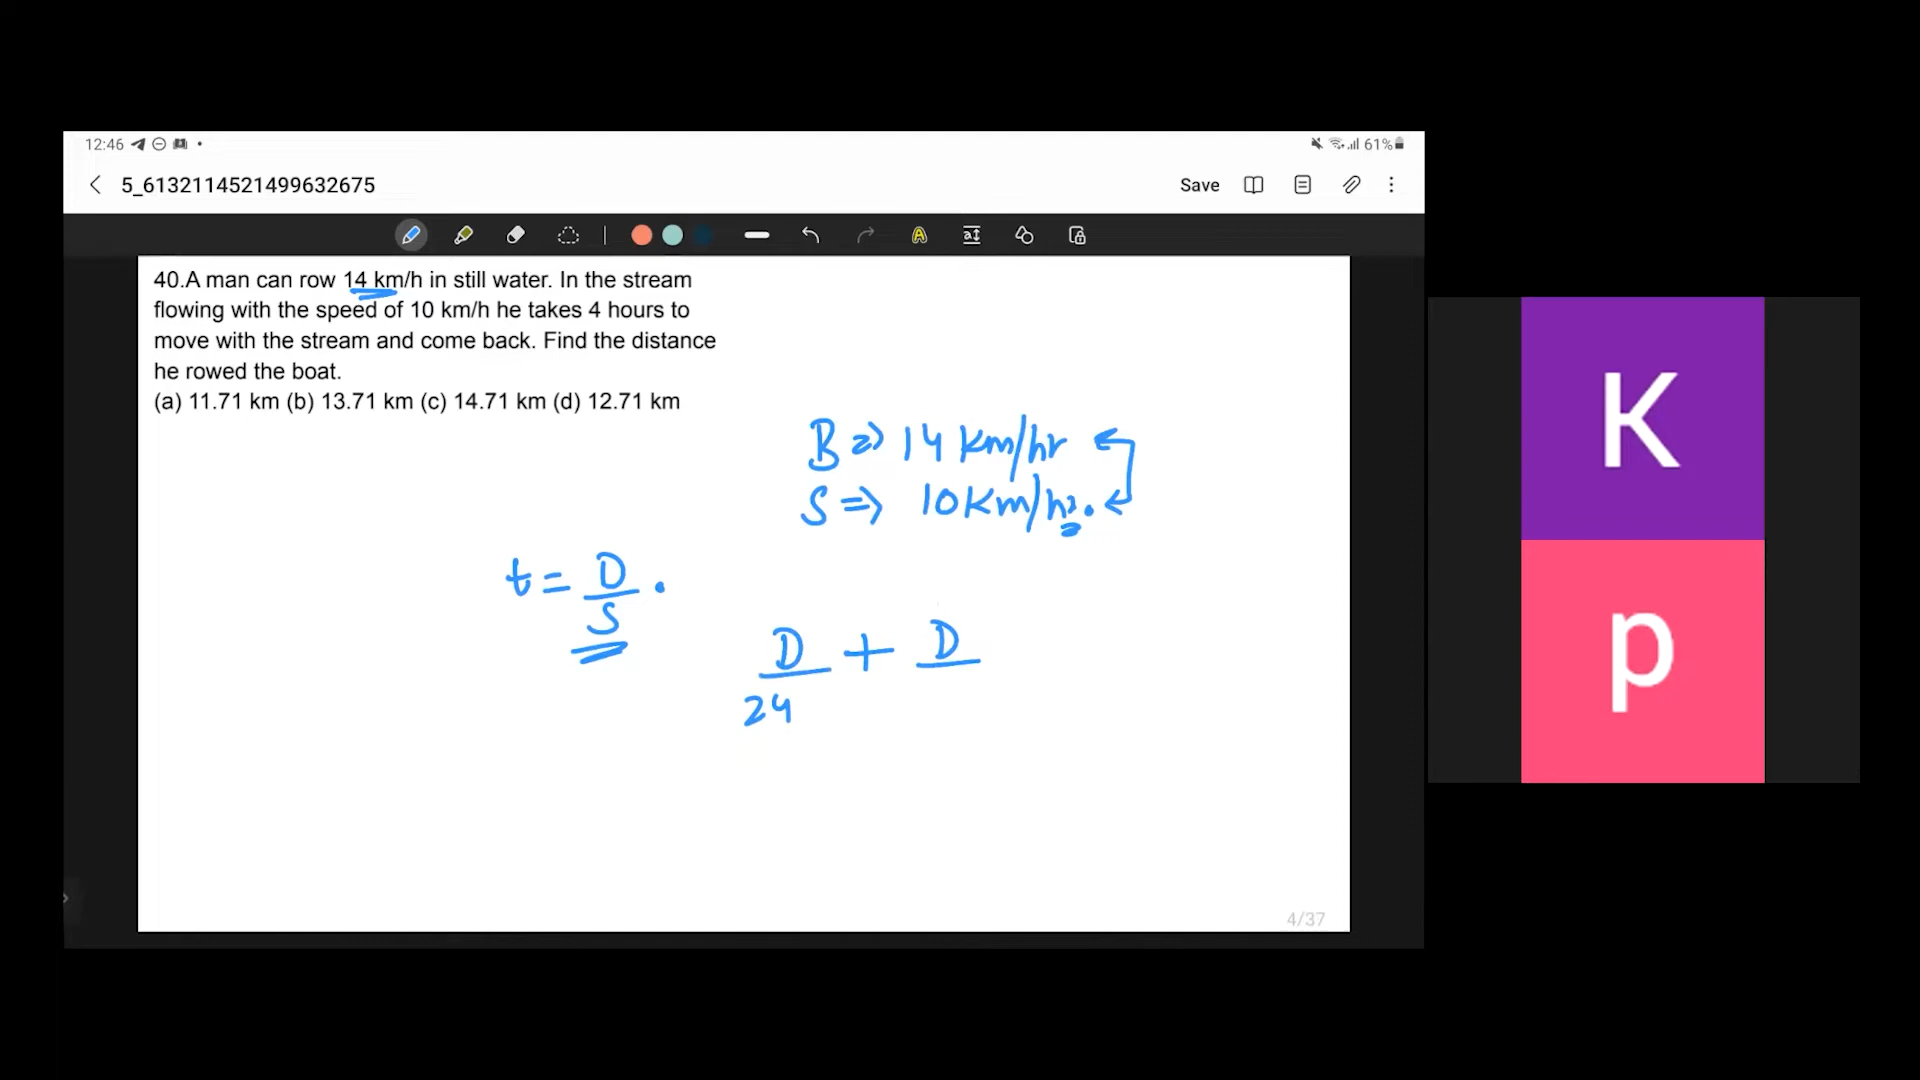 12:46 61%
5_6132114521499632675 Save
40.A man can row 14 km/h in still water. In the stream
flowing with the speed of 10 km/h he takes 4 hours to
move with the stream and come back. Find the distance
he rowed the boat.
(a) 11.71 km (b) 13.71 km (c) 14.71 km (d) 12.71 km
B => 14 km/hr
S => 10 Km/hr.
t = D/S .
D/24 + D
4/37
K
p